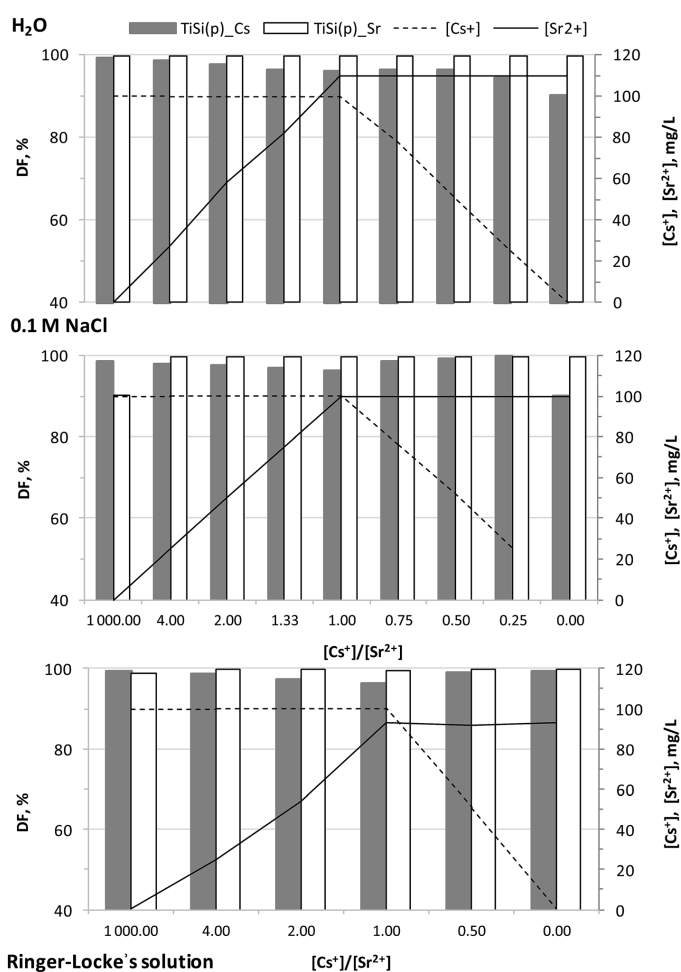 H₂O
TiSi(p)_Cs TiSi(p)_Sr [Cs+] [Sr2+]
100 120
100
80 80
60
60 40
20
40 0
DF, %
[Cs⁺], [Sr²⁺], mg/L
0.1 M NaCl
100 120
100
80 80
60
60 40
20
40 0
DF, %
[Cs⁺], [Sr²⁺], mg/L
1 000.00 4.00 2.00 1.33 1.00 0.75 0.50 0.25 0.00
[Cs⁺]/[Sr²⁺]
100 120
100
80 80
60
60 40
20
40 0
DF, %
[Cs⁺], [Sr²⁺], mg/L
1 000.00 4.00 2.00 1.00 0.50 0.00
Ringer-Locke's solution [Cs⁺]/[Sr²⁺]